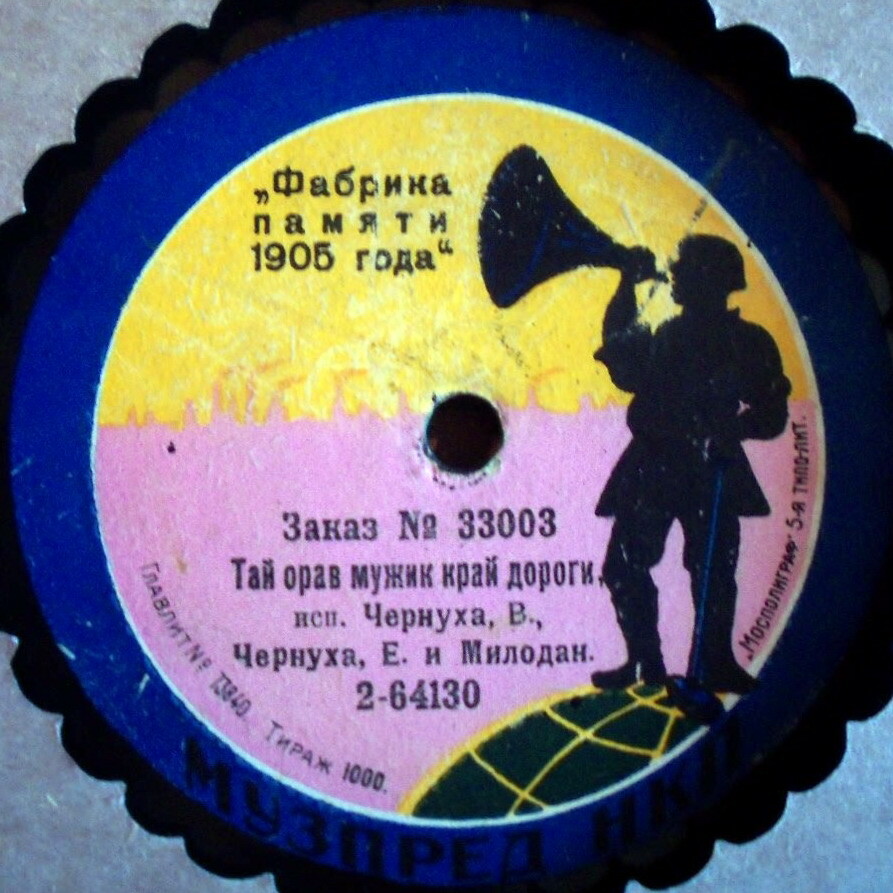 „Фабрика
памяти
1905 года“
Заказ № 33003
Тай орав мужик край дороги,
исп. Чернуха, В.,
Чернуха, Е. и Милодан.
2-64130
Главлит № 13840. Тираж 1000.
„Мосполиграф“ 5-я типо-лит.
МУЗПРЕД НКП